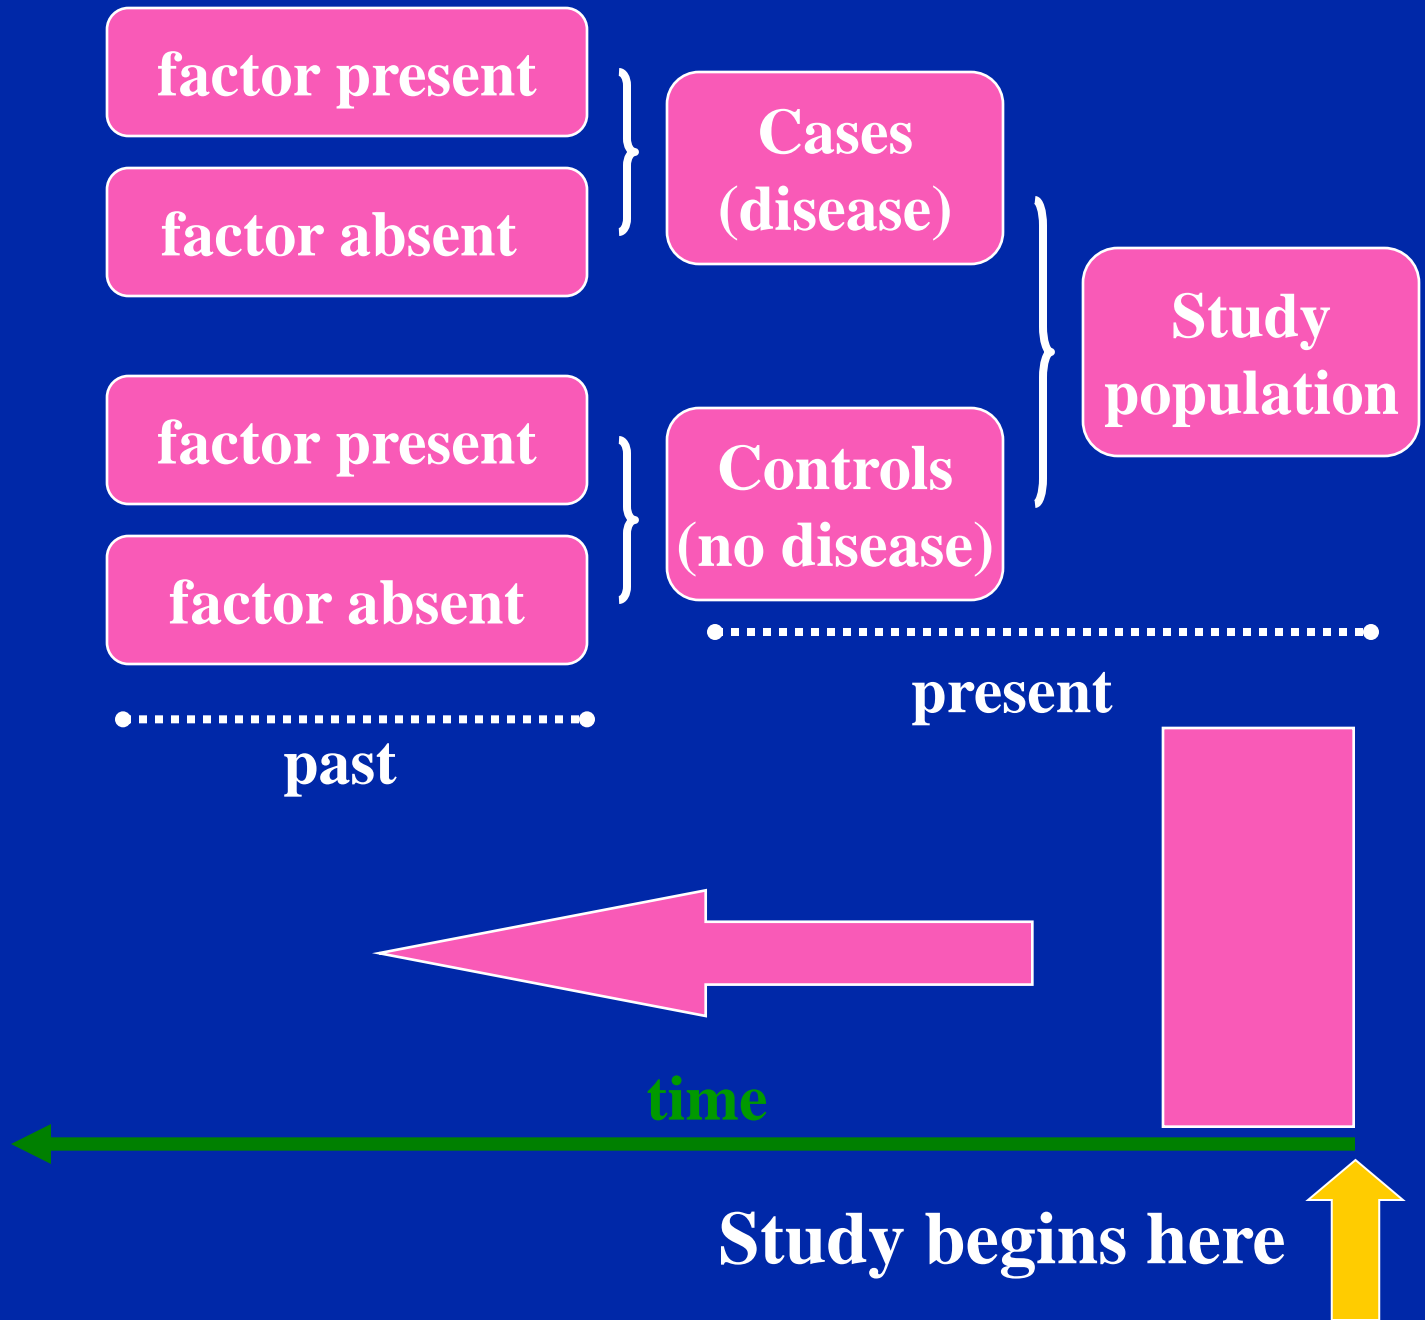 factor present
factor absent
Cases
(disease)
Study
population
factor present
factor absent
Controls
(no disease)
present
past
time
Study begins here